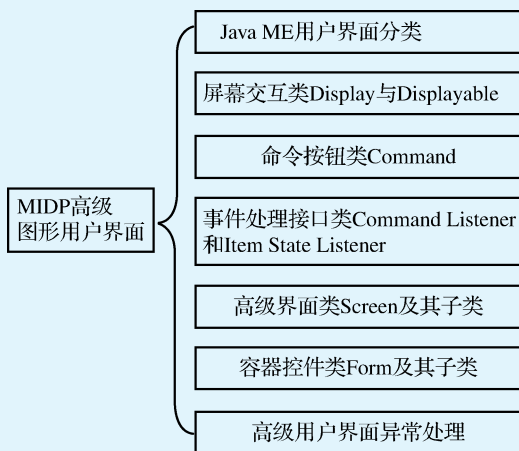 MIDP高级
图形用户界面
Java ME用户界面分类
屏幕交互类Display与Displayable
命令按钮类Command
事件处理接口类Command Listener
和Item State Listener
高级界面类Screen及其子类
容器控件类Form及其子类
高级用户界面异常处理